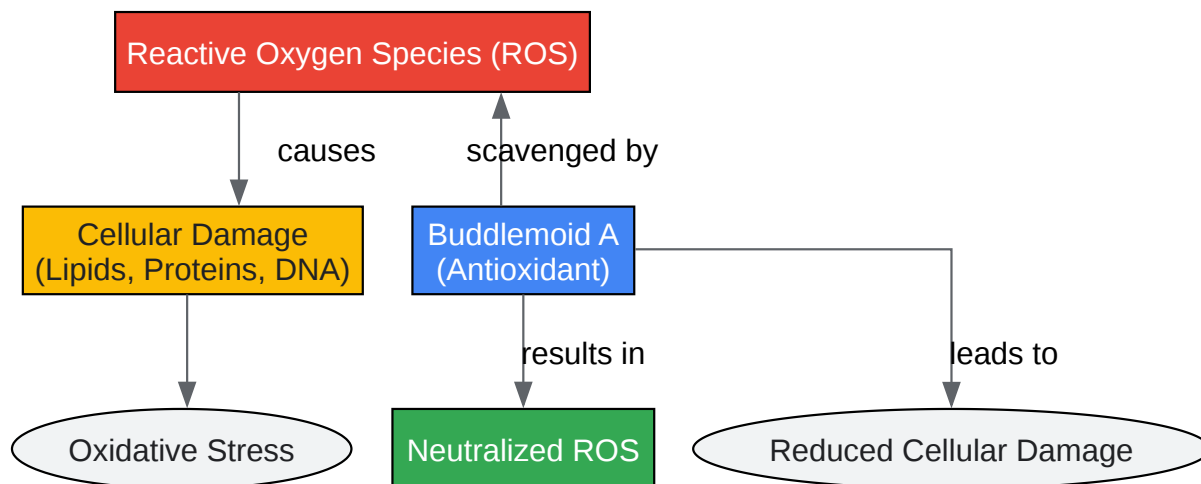 Reactive Oxygen Species (ROS)
causes
scavenged by
Cellular Damage
(Lipids, Proteins, DNA)
Buddlemoid A
(Antioxidant)
results in
leads to
Oxidative Stress
Neutralized ROS
Reduced Cellular Damage